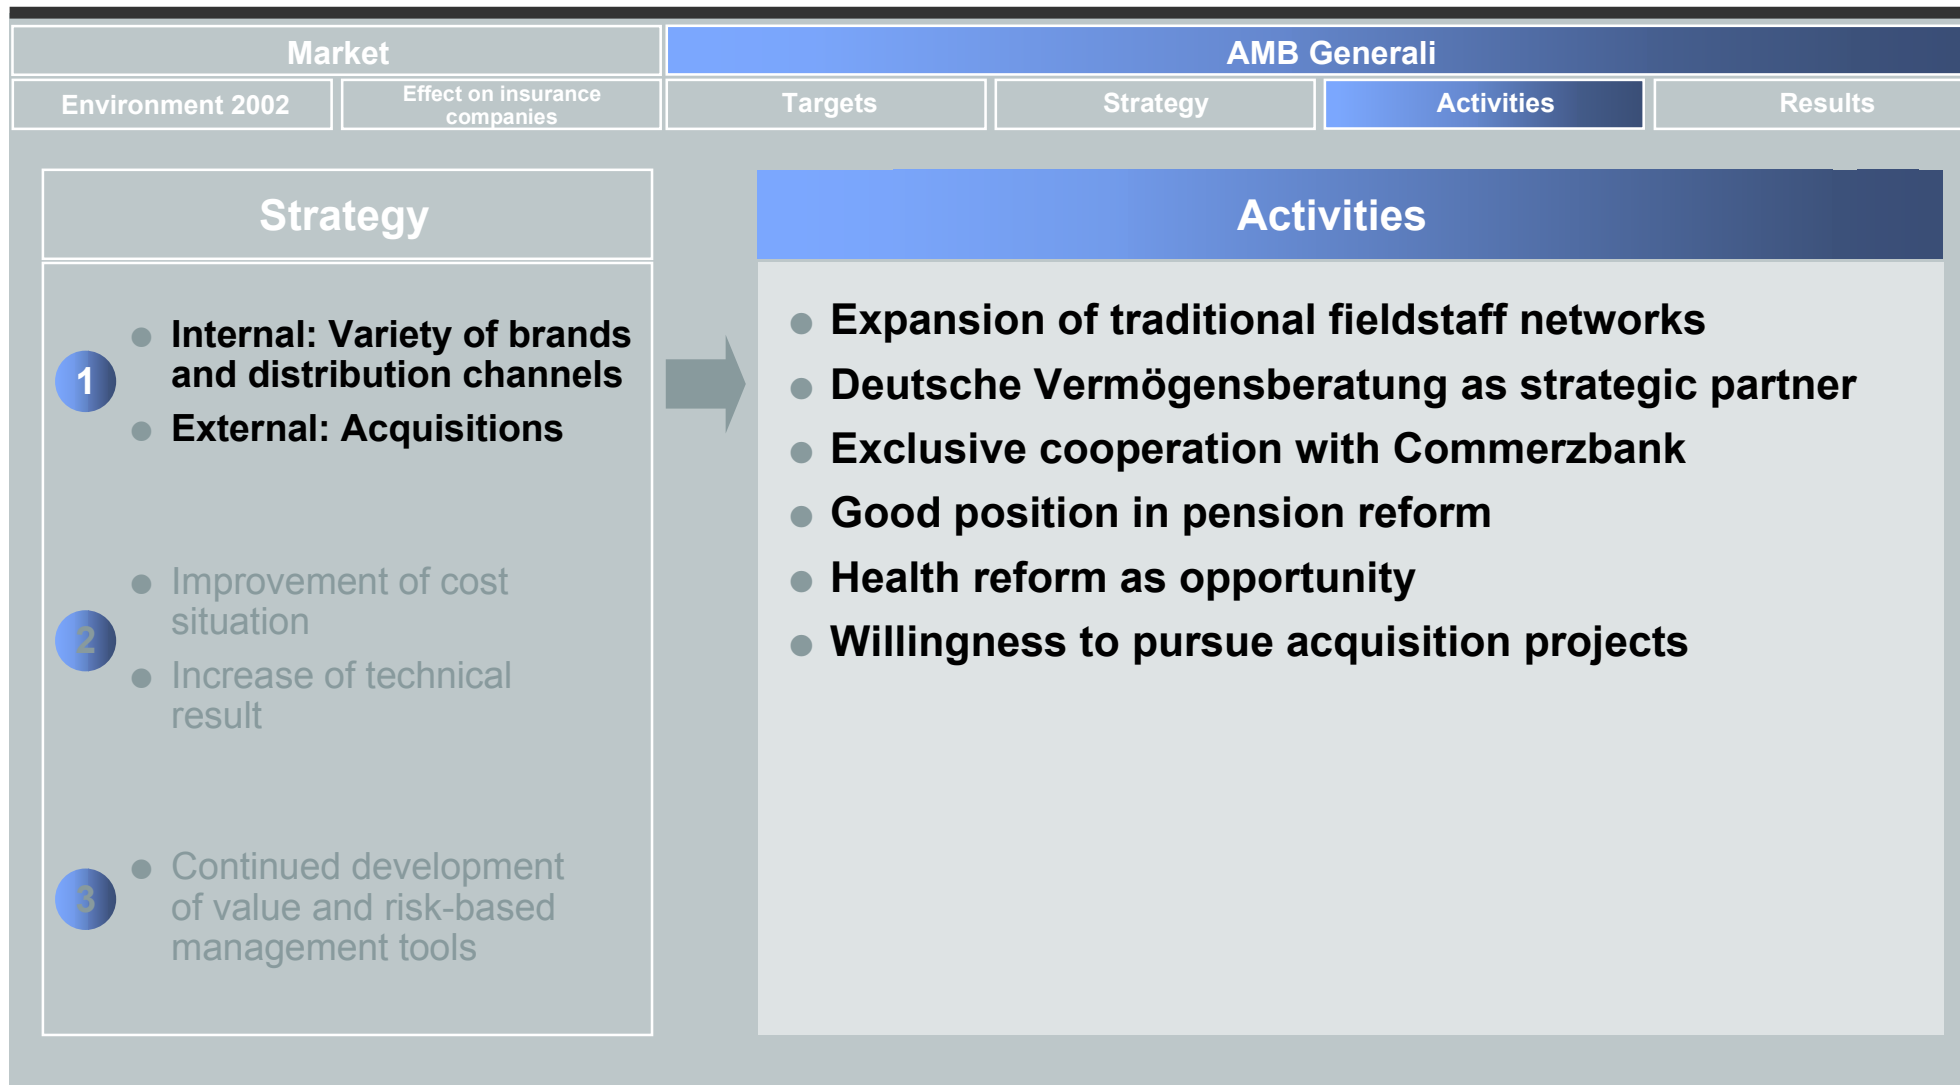 Market
AMB Generali
Environment 2002
Effect on insurance
companies
Targets
Strategy
Activities
Results
Strategy
1
● Internal: Variety of brands
and distribution channels
● External: Acquisitions
2
● Improvement of cost
situation
● Increase of technical
result
3
● Continued development
of value and risk-based
management tools
Activities
● Expansion of traditional fieldstaff networks
● Deutsche Vermögensberatung as strategic partner
● Exclusive cooperation with Commerzbank
● Good position in pension reform
● Health reform as opportunity
● Willingness to pursue acquisition projects